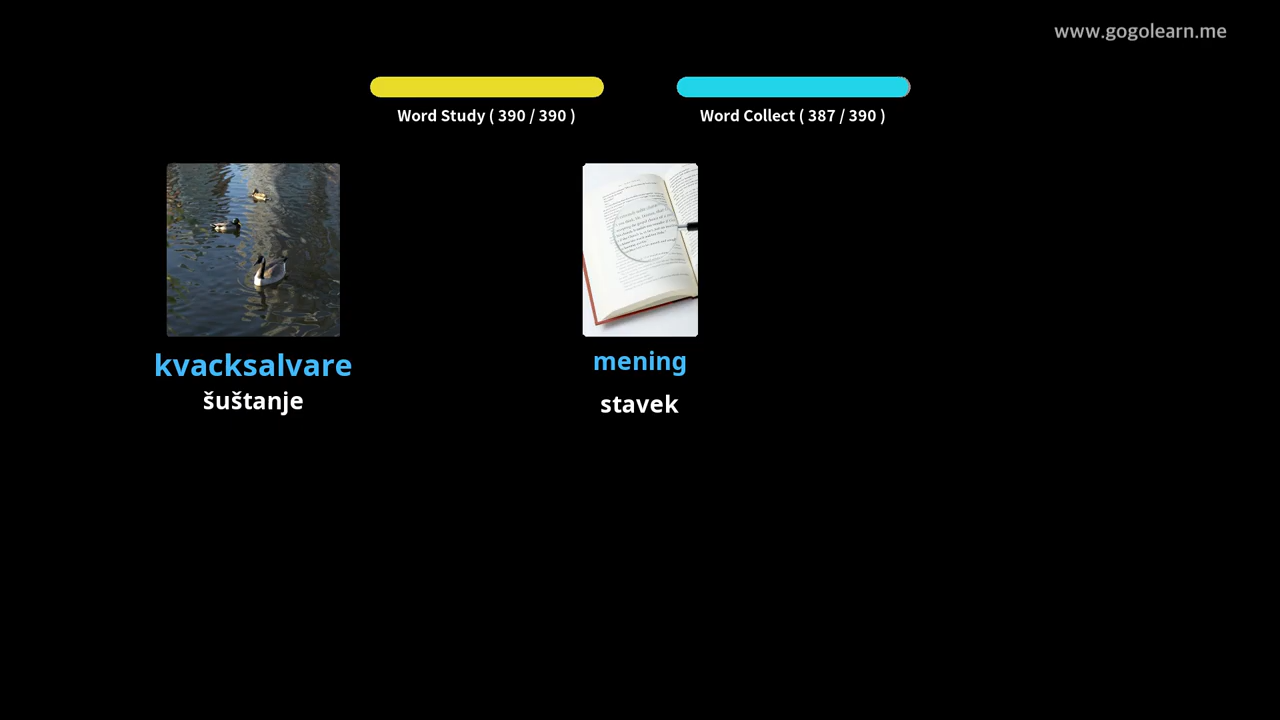 www.gogolearn.me
Word Study ( 390 / 390 )
Word Collect ( 387 / 390 )
kvacksalvare
šuštanje
mening
stavek